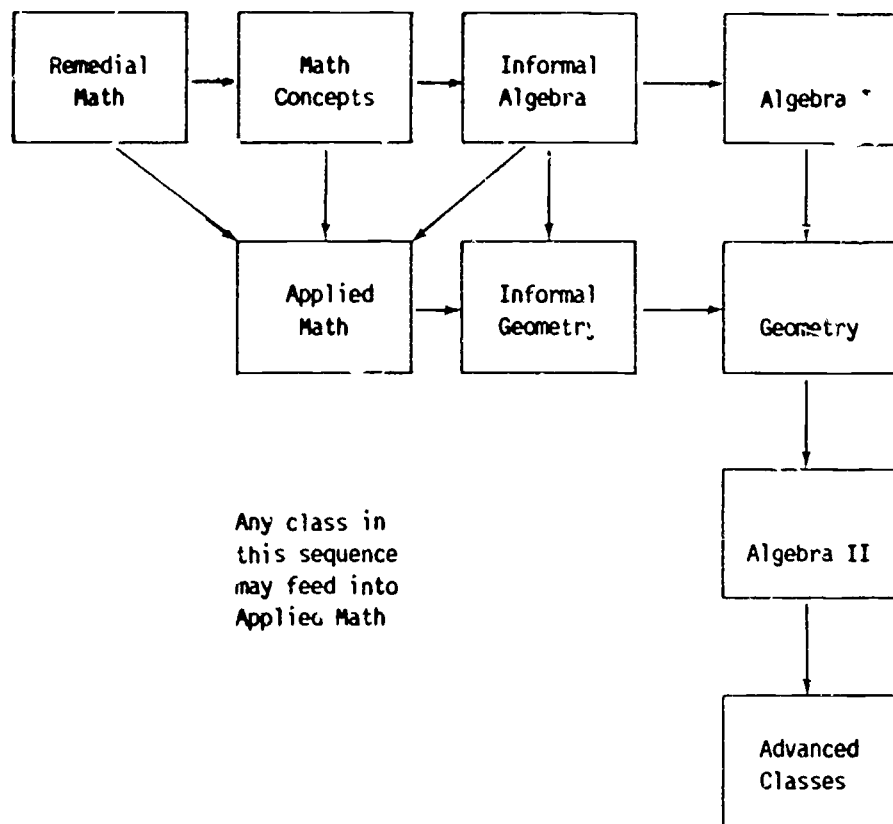 Remedial
Math
Math
Concepts
Informal
Algebra
Algebra
Applied
Math
Informal
Geometry
Geometry
Any class in
this sequence
may feed into
Applied Math
Algebra II
Advanced
Classes